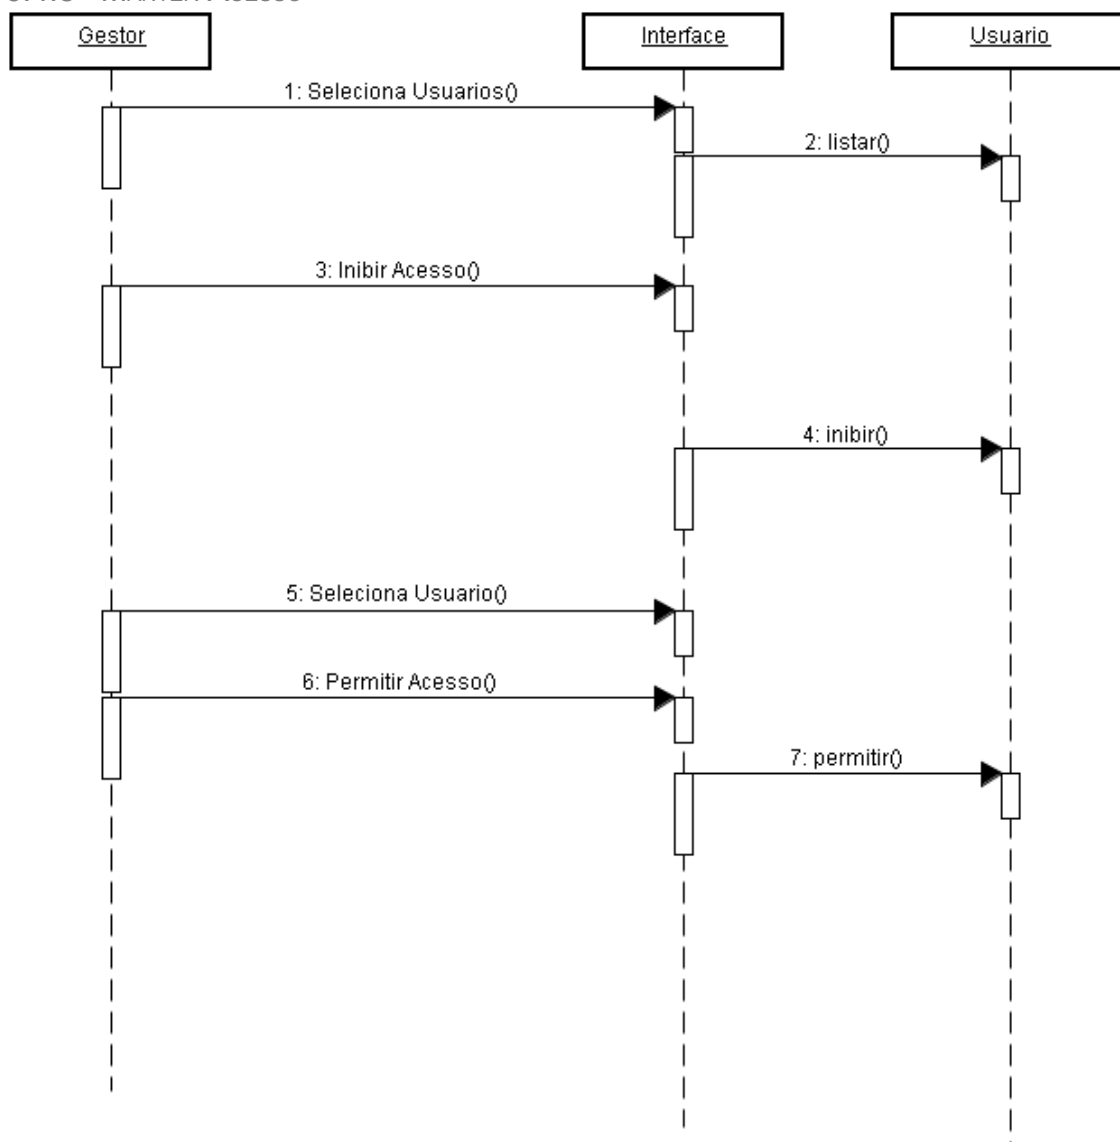 Gestor
Interface
Usuario
1: Seleciona Usuarios()
2: listar()
3: Inibir Acesso()
4: inibir()
5: Seleciona Usuario()
6: Permitir Acesso()
7: permitir()